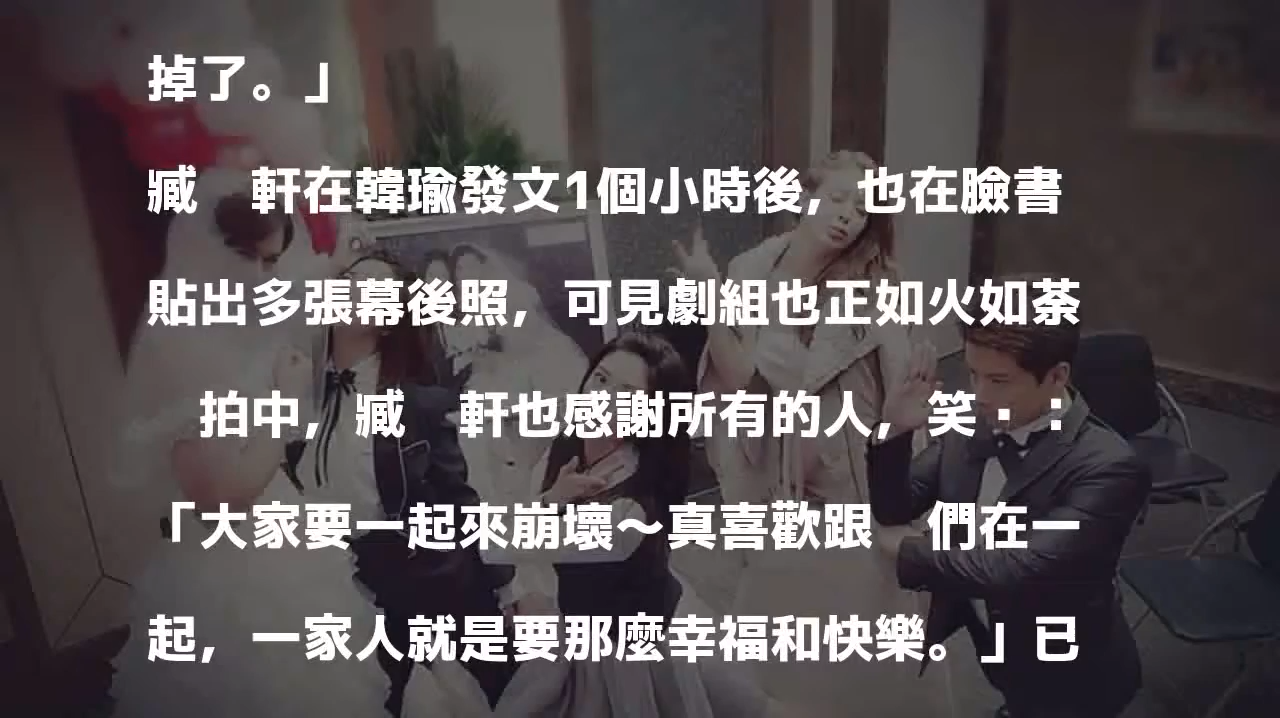 掉了。」
臧　軒在韓瑜發文1個小時後，也在臉書
貼出多張幕後照，可見劇組也正如火如荼
　拍中，臧　軒也感謝所有的人，笑·：
「大家要一起來崩壞～真喜歡跟　們在一
起，一家人就是要那麼幸福和快樂。」已